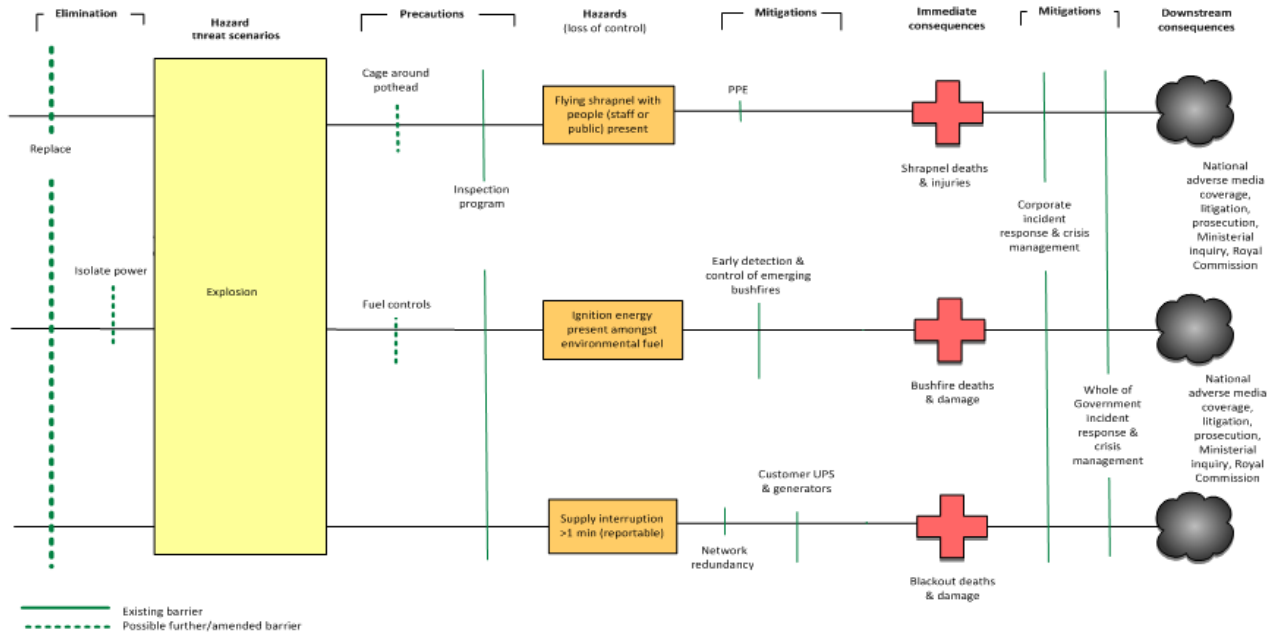 Elimination
Hazard
threat scenarios
Precautions
Hazards
(loss of control)
Mitigations
Immediate
consequences
Mitigations
Downstream
consequences
Replace
Isolate power
Explosion
Cage around
pothead
Inspection
program
Fuel controls
Flying shrapnel with
people (staff or
public) present
Ignition energy
present amongst
environmental fuel
Supply interruption
>1 min (reportable)
PPE
Early detection &
control of emerging
bushfires
Customer UPS
& generators
Network
redundancy
Shrapnel deaths
& injuries
Bushfire deaths
& damage
Blackout deaths
& damage
Corporate
incident
response & crisis
management
Whole of
Government
incident
response &
crisis
management
National
adverse media
coverage,
litigation,
prosecution,
Ministerial
inquiry, Royal
Commission
National
adverse media
coverage,
litigation,
prosecution,
Ministerial
inquiry, Royal
Commission
Existing barrier
Possible further/amended barrier